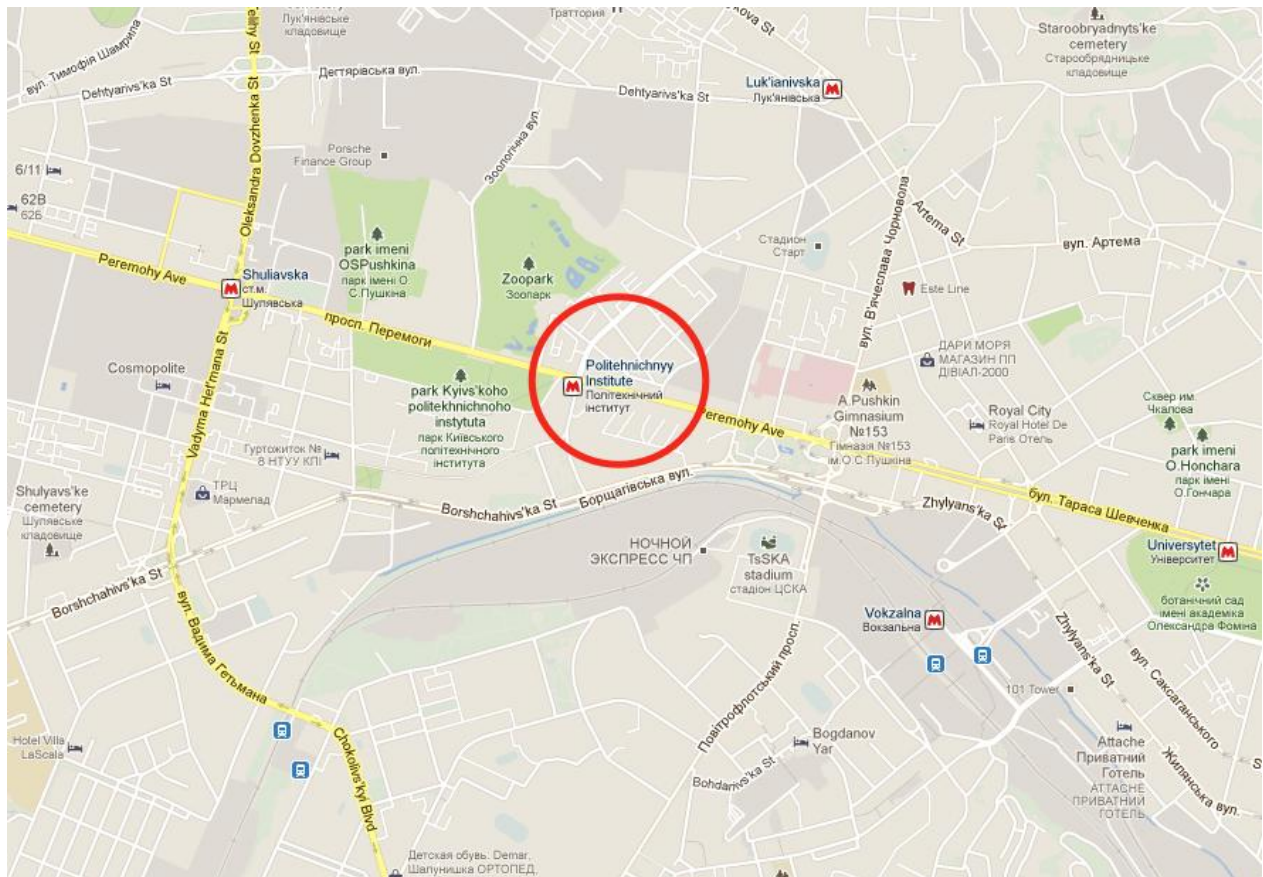 Лук'янівське
кладовище
вул. Тимофія Шамрила
Dehtyarivs'ka St
Дегтярівська вул.
Траттория
Dehtyarivs'ka St
Luk'ianivska
Лук'янівська
Staroobryadnyts'ke
cemetery
Старообрядницьке
кладовище
Oleksandra Dovzhenka St
Porsche
Finance Group
Зоологічна вул
6/11
62B
62Б
Peremohy Ave
Shuliavska
ст.м.
Шулявська
park imeni
OSPushkina
парк імені О.
С.Пушкіна
Zoopark
Зоопарк
Стадион
Старт
вул. В'ячеслава Чорновола
Artema St
вул. Артема
Este Line
просп. Перемоги
Cosmopolite
park Kyivs'koho
politekhnichnoho
instytuta
парк Київського
політехнічного
інститута
Politehnichnyy
Institute
Політехнічний
інститут
Peremohy Ave
ДАРИ МОРЯ
МАГАЗИН ПП
ДІВІАЛ-2000
A.Pushkin
Gimnasium
№153
Гімназія №153
ім.О.С.Пушкіна
Royal City
Royal Hotel De
Paris Отель
Сквер им.
Чкалова
park imeni
O.Honchara
парк імені
О.Гончара
Vadyma Het'mana St
Гуртожиток №
8 НТУУ КПІ
ТРЦ
Мармелад
Shulyavs'ke
cemetery
Шулявське
кладовище
Borshchahivs'ka St
Борщагівська вул.
Zhylyans'ka St
бул. Тараса Шевченка
НОЧНОЙ
ЭКСПРЕСС ЧП
TsSKA
stadium
стадіон ЦСКА
Universytet
Університет
ботанічний сад
імені академіка
Олександра Фоміна
Borshchahivs'ka St
вул. Вадима Гетьмана
Vokzalna
Вокзальна
Zhylyans'ka St
вул. Саксаганського
Повітрофлотський просп.
101 Tower
Hotel Villa
LaScala
Chokolivs'kyi Blvd
Bogdanov
Yar
Bohdanivs'ka St
Attache
Приватний
Готель
ATTACHE
ПРИВАТНИЙ
ГОТЕЛЬ
Жилянська вул.
Детская обувь. Demar,
Шалунишка ОРТОПЕД,